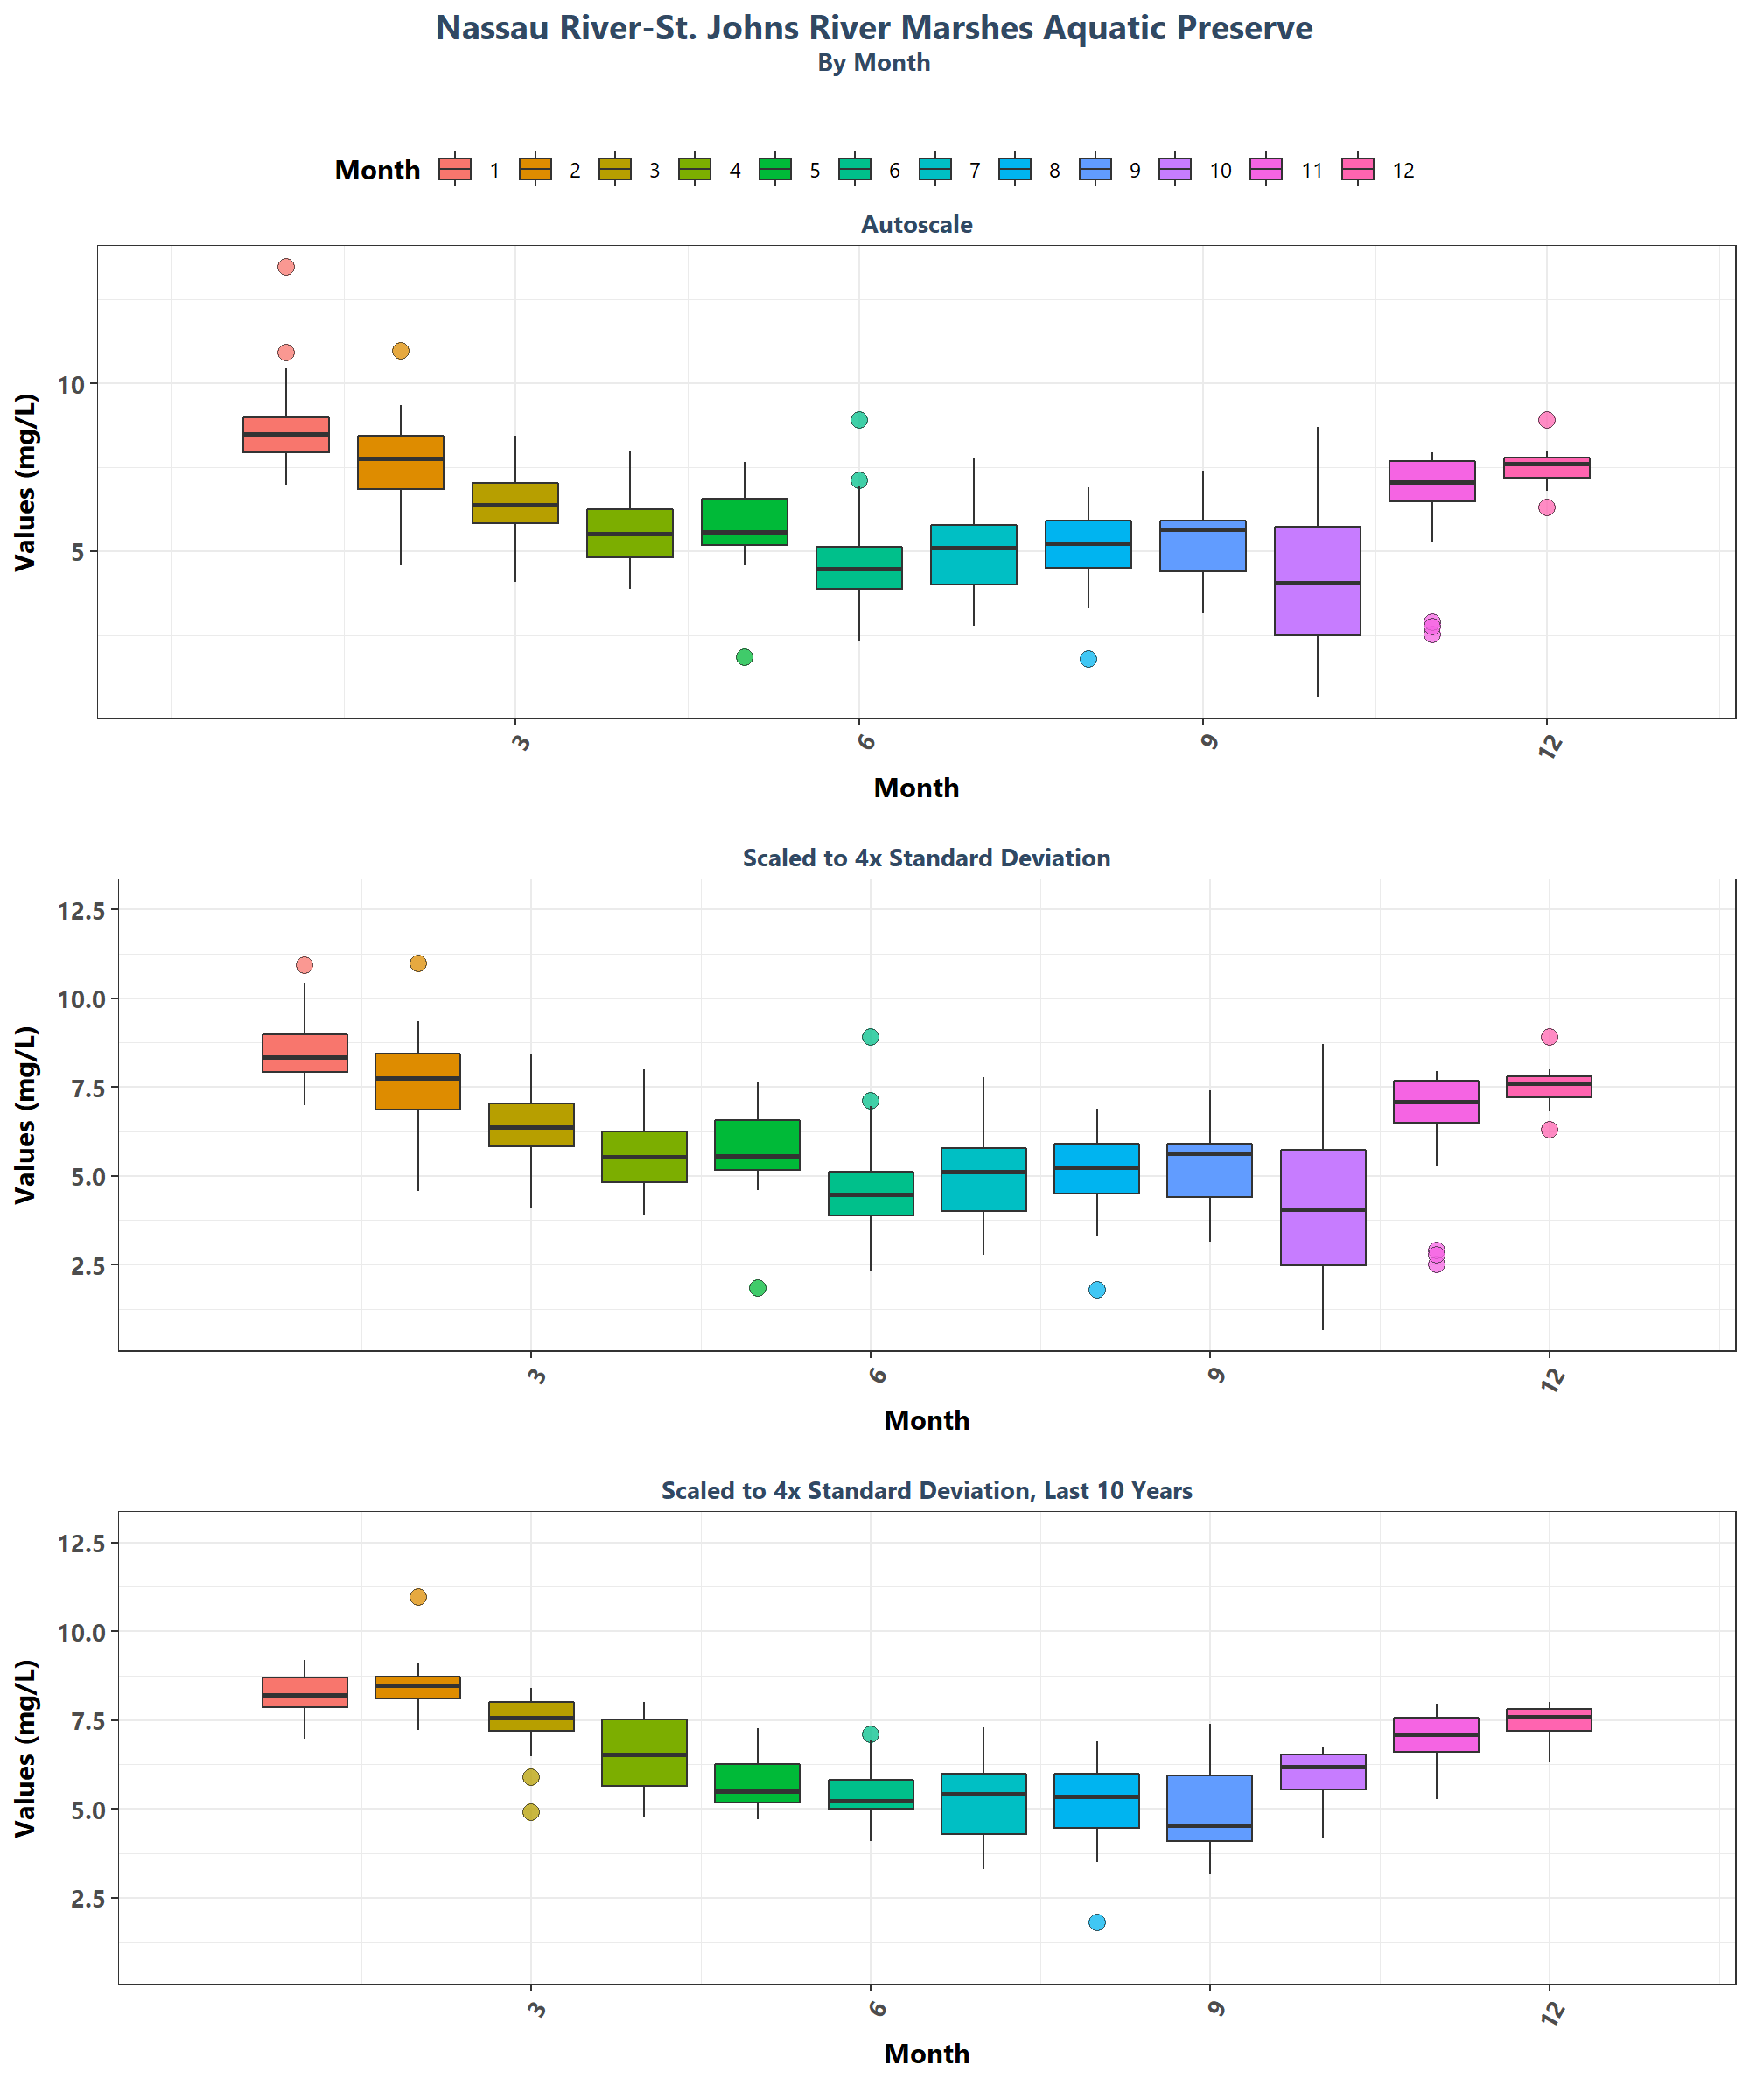 Nassau River-St. Johns River Marshes Aquatic Preserve
By Month
Month 1 2 3 4 5 6 7 8 9 10 11 12
Autoscale
Values (mg/L)
10
5
3 6 9 12
Month
Scaled to 4x Standard Deviation
Values (mg/L)
12.5
10.0
7.5
5.0
2.5
3 6 9 12
Month
Scaled to 4x Standard Deviation, Last 10 Years
Values (mg/L)
12.5
10.0
7.5
5.0
2.5
3 6 9 12
Month